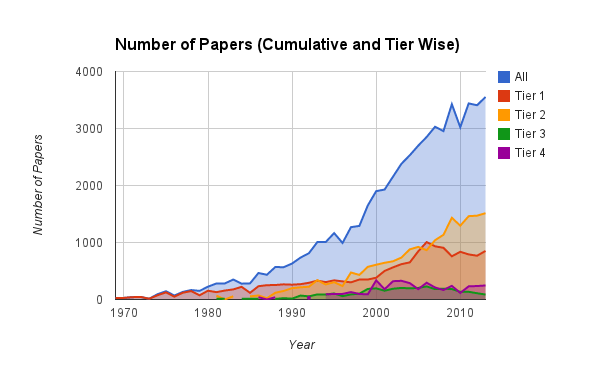 Number of Papers (Cumulative and Tier Wise)
4000
3000
2000
1000
0
Number of Papers
1970
1980
1990
2000
2010
Year
All
Tier 1
Tier 2
Tier 3
Tier 4